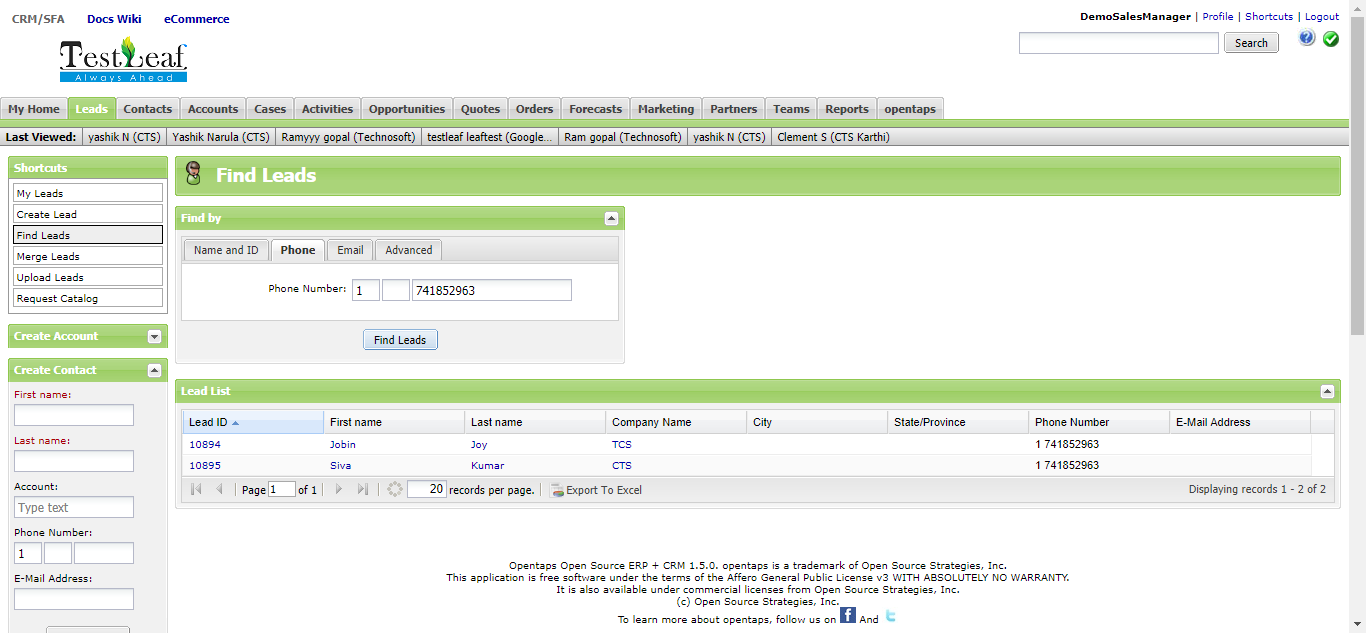 CRM/SFA Docs Wiki eCommerce
DemoSalesManager | Profile | Shortcuts | Logout
TestLeaf
Always Ahead
Search
?
My Home Leads Contacts Accounts Cases Activities Opportunities Quotes Orders Forecasts Marketing Partners Teams Reports opentaps
Last Viewed: yashik N (CTS) Yashik Narula (CTS) Ramyyy gopal (Technosoft) testleaf leaftest (Google... Ram gopal (Technosoft) yashik N (CTS) Clement S (CTS Karthi)
Shortcuts
My Leads
Create Lead
Find Leads
Merge Leads
Upload Leads
Request Catalog
Create Account
Create Contact
First name:
Last name:
Account:
Type text
Phone Number:
1
E-Mail Address:
Find Leads
Find by
Name and ID Phone Email Advanced
Phone Number: 1 741852963
Find Leads
Lead List
Lead ID First name Last name Company Name City State/Province Phone Number E-Mail Address
10894 Jobin Joy TCS 1 741852963
10895 Siva Kumar CTS 1 741852963
Page 1 of 1 20 records per page. Export To Excel Displaying records 1 - 2 of 2
Opentaps Open Source ERP + CRM 1.5.0. opentaps is a trademark of Open Source Strategies, Inc.
This application is free software under the terms of the Affero General Public License v3 WITH ABSOLUTELY NO WARRANTY.
It is also available under commercial licenses from Open Source Strategies, Inc.
(c) Open Source Strategies, Inc.
To learn more about opentaps, follow us on f And t